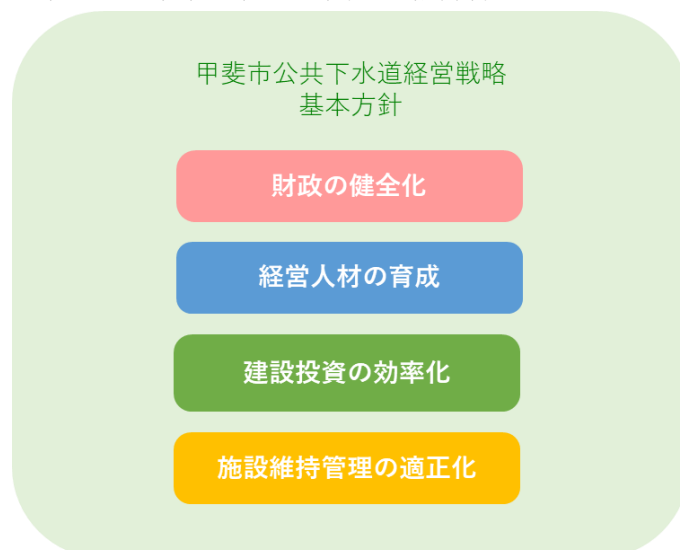 甲斐市公共下水道経営戦略
基本方針
財政の健全化
経営人材の育成
建設投資の効率化
施設維持管理の適正化